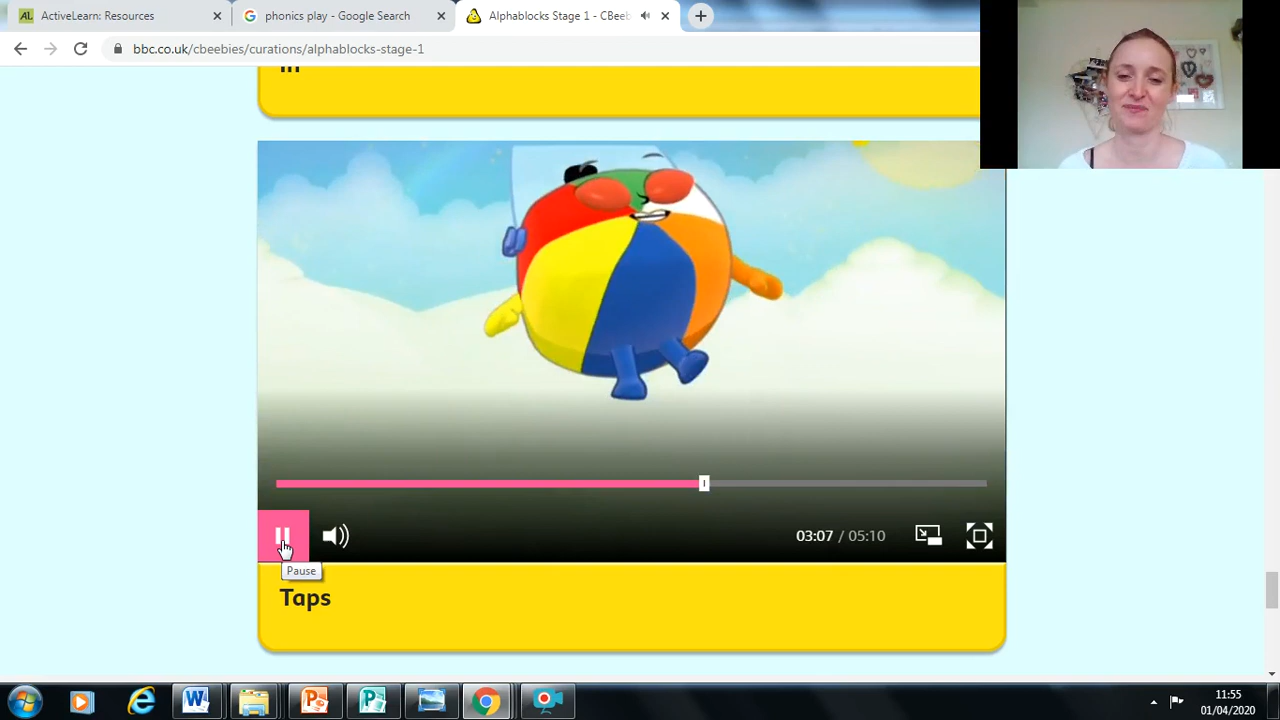 AL ActiveLearn: Resources
phonics play - Google Search
Alphablocks Stage 1 - CBeeb
bbc.co.uk/cbeebies/curations/alphablocks-stage-1
03:07 / 05:10
Pause
Taps
11:55
01/04/2020